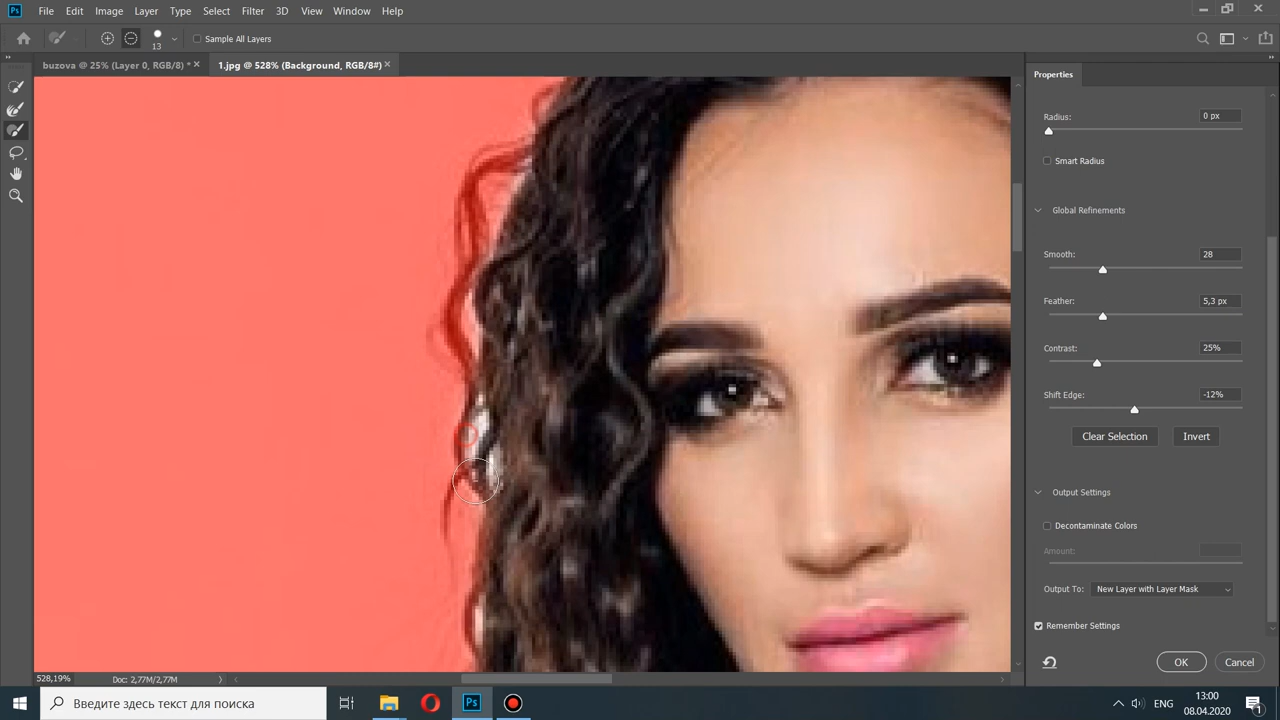 Ps File Edit Image Layer Type Select Filter 3D View Window Help
13 Sample All Layers
buzova @ 25% (Layer 0, RGB/8) * × 1.jpg @ 528% (Background, RGB/8#) ×
Properties
Radius: 0 px
Smart Radius
Global Refinements
Smooth: 28
Feather: 5,3 px
Contrast: 25%
Shift Edge: -12%
Clear Selection Invert
Output Settings
Decontaminate Colors
Amount:
Output To: New Layer with Layer Mask
Remember Settings
OK Cancel
528,19% Doc: 2,77M/2,77M
Введите здесь текст для поиска
Ps
ENG
13:00
08.04.2020
1